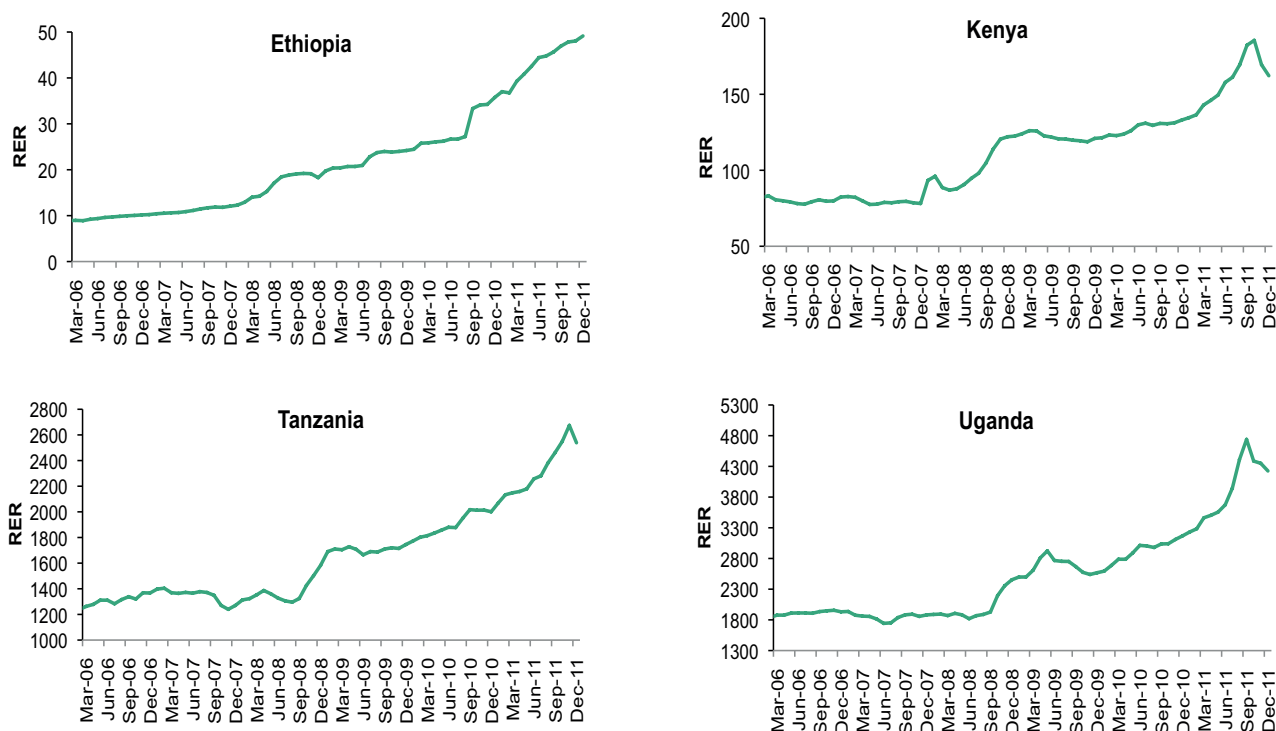 Ethiopia
RER
50
40
30
20
10
0
Mar-06
Jun-06
Sep-06
Dec-06
Mar-07
Jun-07
Sep-07
Dec-07
Mar-08
Jun-08
Sep-08
Dec-08
Mar-09
Jun-09
Sep-09
Dec-09
Mar-10
Jun-10
Sep-10
Dec-10
Mar-11
Jun-11
Sep-11
Dec-11
Kenya
RER
200
150
100
50
Mar-06
Jun-06
Sep-06
Dec-06
Mar-07
Jun-07
Sep-07
Dec-07
Mar-08
Jun-08
Sep-08
Dec-08
Mar-09
Jun-09
Sep-09
Dec-09
Mar-10
Jun-10
Sep-10
Dec-10
Mar-11
Jun-11
Sep-11
Dec-11
Tanzania
RER
2800
2600
2400
2200
2000
1800
1600
1400
1200
1000
Mar-06
Jun-06
Sep-06
Dec-06
Mar-07
Jun-07
Sep-07
Dec-07
Mar-08
Jun-08
Sep-08
Dec-08
Mar-09
Jun-09
Sep-09
Dec-09
Mar-10
Jun-10
Sep-10
Dec-10
Mar-11
Jun-11
Sep-11
Dec-11
Uganda
RER
5300
4800
4300
3800
3300
2800
2300
1800
1300
Mar-06
Jun-06
Sep-06
Dec-06
Mar-07
Jun-07
Sep-07
Dec-07
Mar-08
Jun-08
Sep-08
Dec-08
Mar-09
Jun-09
Sep-09
Dec-09
Mar-10
Jun-10
Sep-10
Dec-10
Mar-11
Jun-11
Sep-11
Dec-11